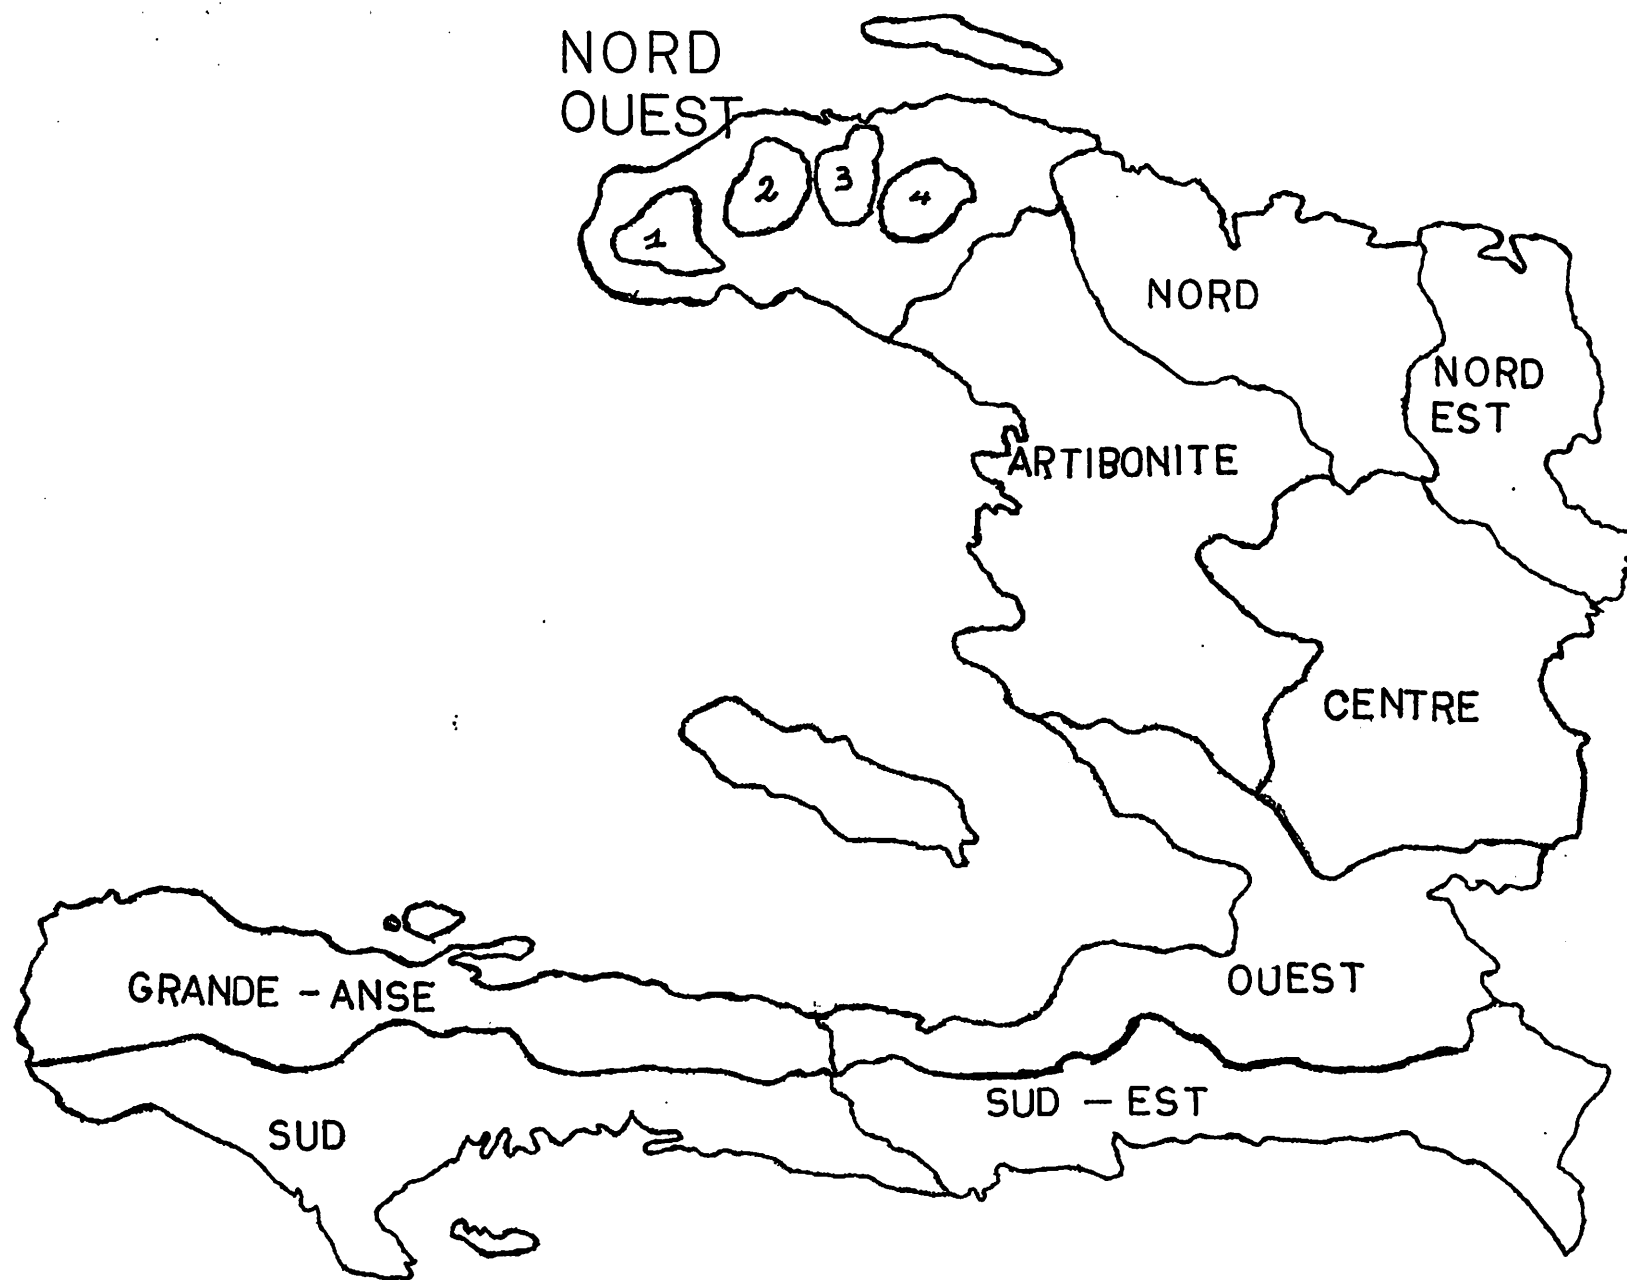 NORD
OUEST
1
2
3
4
NORD
NORD
EST
ARTIBONITE
CENTRE
OUEST
GRANDE - ANSE
SUD - EST
SUD